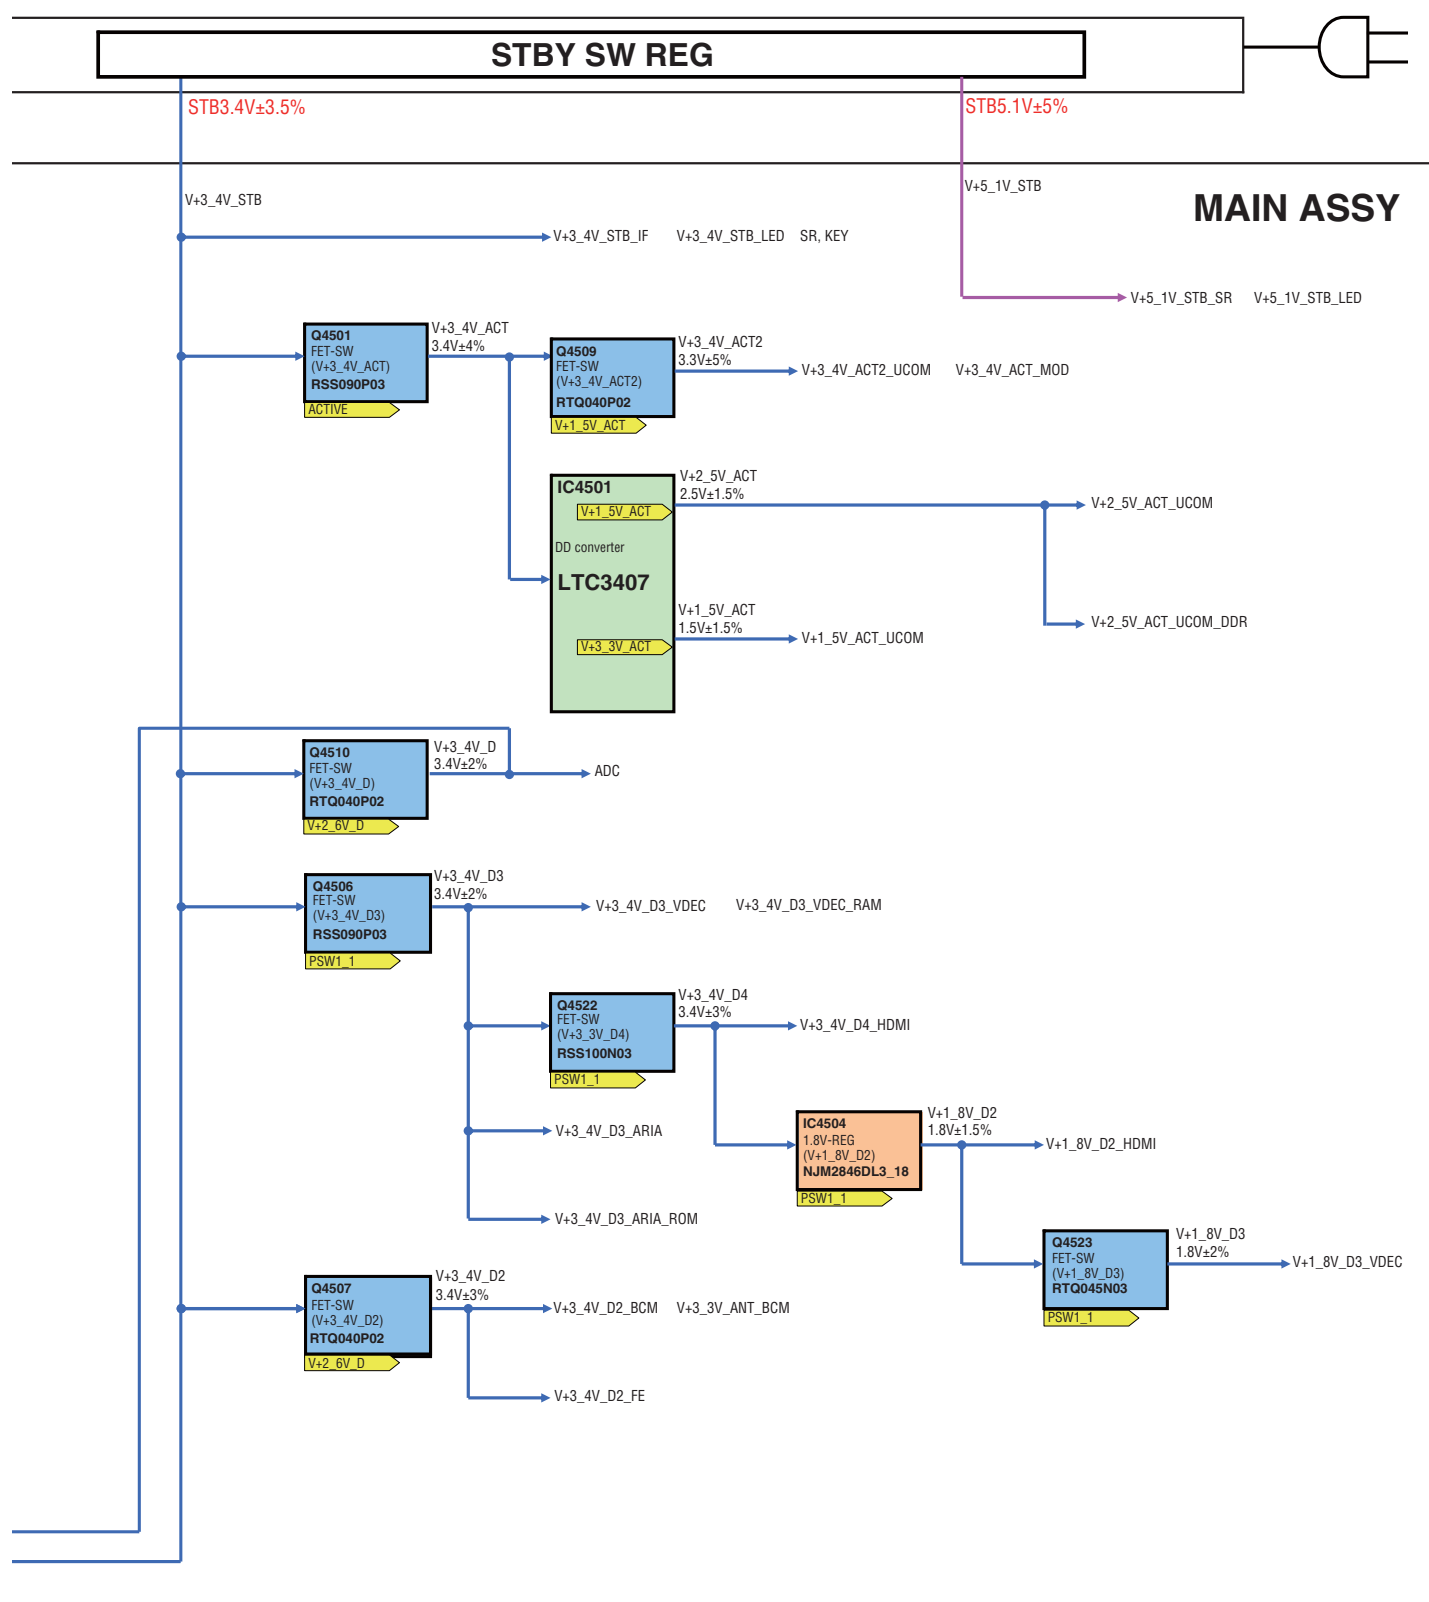 STBY SW REG
STB3.4V±3.5%
STB5.1V±5%
V+3_4V_STB
V+5_1V_STB
MAIN ASSY
V+3_4V_STB_IF V+3_4V_STB_LED SR, KEY
V+5_1V_STB_SR V+5_1V_STB_LED
Q4501
FET-SW
(V+3_4V_ACT)
RSS090P03
ACTIVE
V+3_4V_ACT
3.4V±4%
Q4509
FET-SW
(V+3_4V_ACT2)
RTQ040P02
V+1_5V_ACT
V+3_4V_ACT2
3.3V±5%
V+3_4V_ACT2_UCOM V+3_4V_ACT_MOD
IC4501
V+1_5V_ACT
DD converter
LTC3407
V+3_3V_ACT
V+2_5V_ACT
2.5V±1.5%
V+2_5V_ACT_UCOM
V+2_5V_ACT_UCOM_DDR
V+1_5V_ACT
1.5V±1.5%
V+1_5V_ACT_UCOM
Q4510
FET-SW
(V+3_4V_D)
RTQ040P02
V+2_6V_D
V+3_4V_D
3.4V±2%
ADC
Q4506
FET-SW
(V+3_4V_D3)
RSS090P03
PSW1_1
V+3_4V_D3
3.4V±2%
V+3_4V_D3_VDEC V+3_4V_D3_VDEC_RAM
Q4522
FET-SW
(V+3_3V_D4)
RSS100N03
PSW1_1
V+3_4V_D4
3.4V±3%
V+3_4V_D4_HDMI
V+3_4V_D3_ARIA
IC4504
1.8V-REG
(V+1_8V_D2)
NJM2846DL3_18
PSW1_1
V+1_8V_D2
1.8V±1.5%
V+1_8V_D2_HDMI
V+3_4V_D3_ARIA_ROM
Q4523
FET-SW
(V+1_8V_D3)
RTQ045N03
PSW1_1
V+1_8V_D3
1.8V±2%
V+1_8V_D3_VDEC
Q4507
FET-SW
(V+3_4V_D2)
RTQ040P02
V+2_6V_D
V+3_4V_D2
3.4V±3%
V+3_4V_D2_BCM V+3_3V_ANT_BCM
V+3_4V_D2_FE